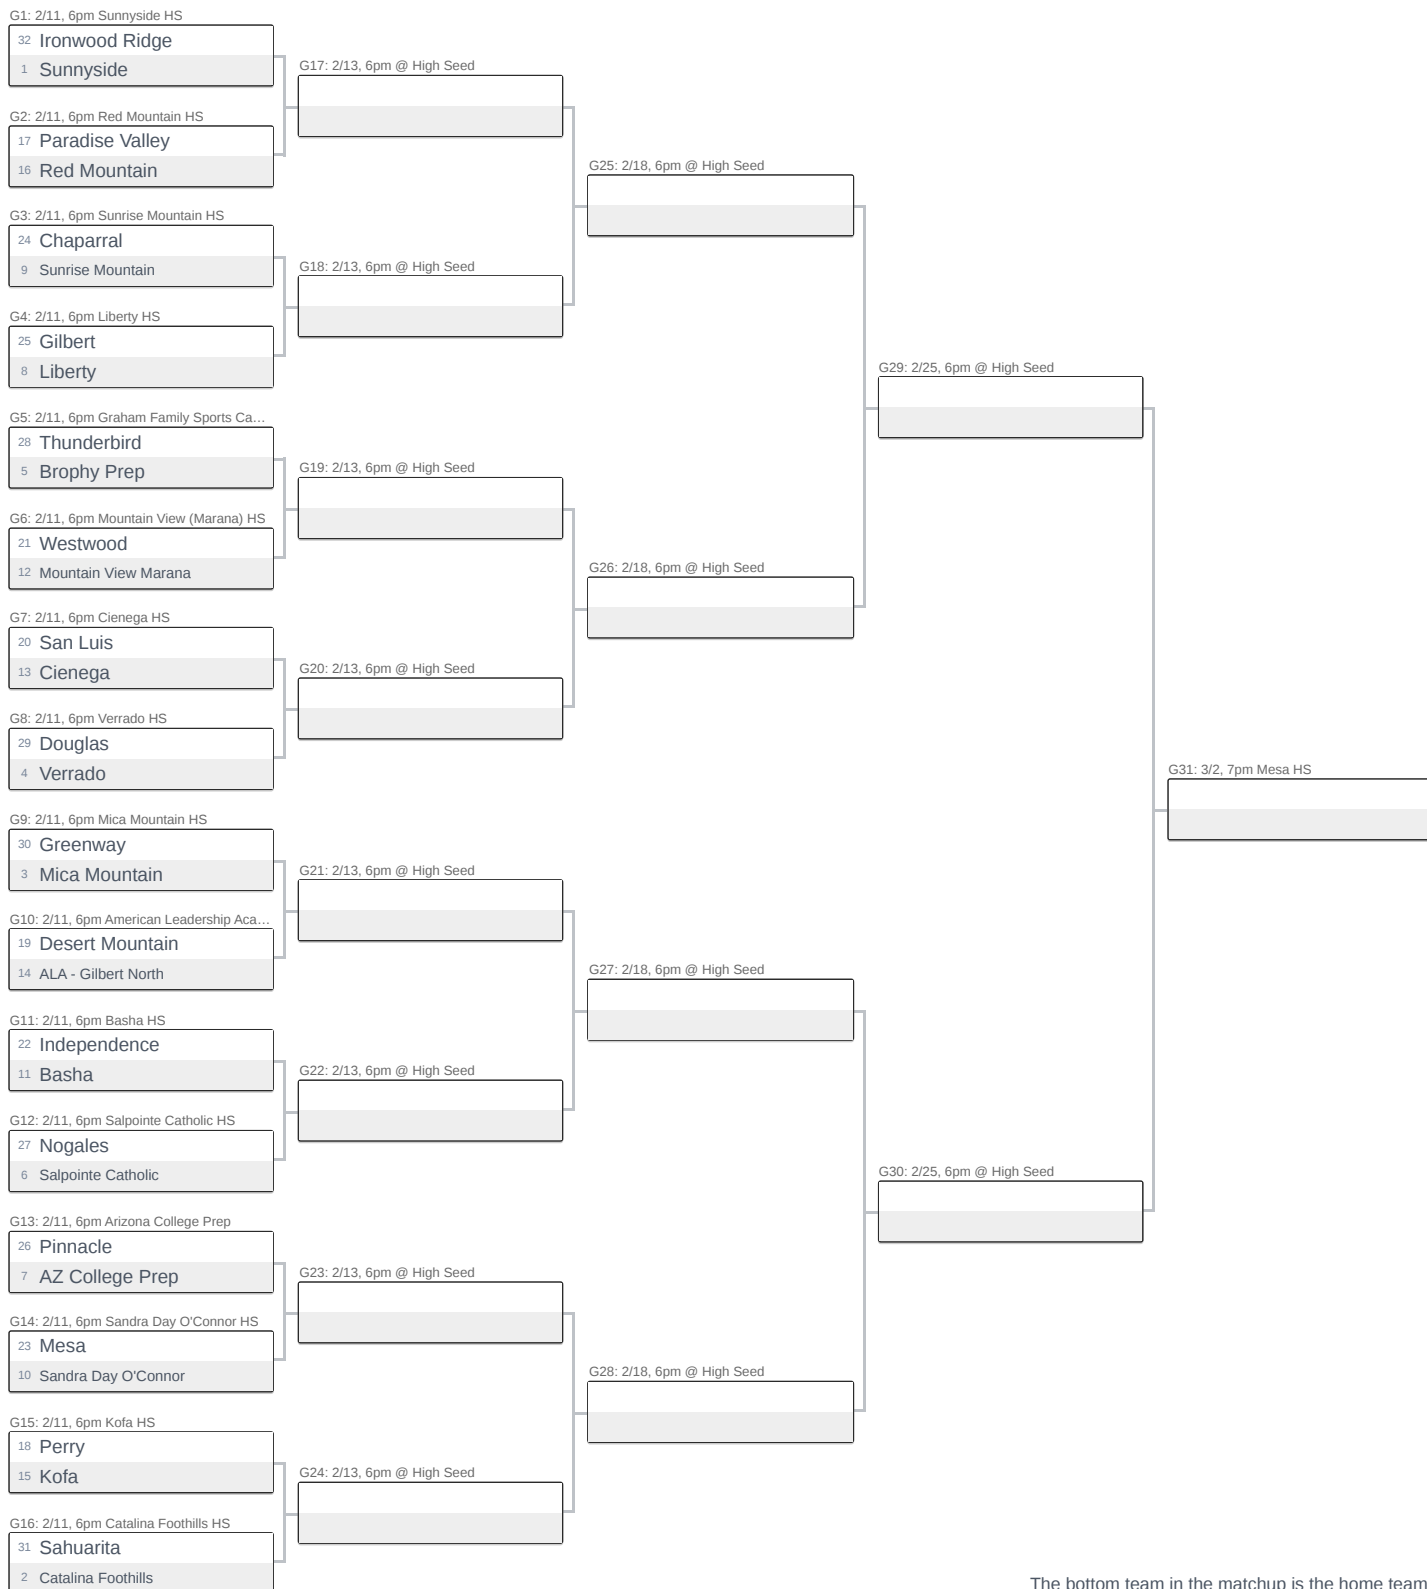 G1: 2/11, 6pm Sunnyside HS
32 Ironwood Ridge
1 Sunnyside
G2: 2/11, 6pm Red Mountain HS
17 Paradise Valley
16 Red Mountain
G3: 2/11, 6pm Sunrise Mountain HS
24 Chaparral
9 Sunrise Mountain
G4: 2/11, 6pm Liberty HS
25 Gilbert
8 Liberty
G5: 2/11, 6pm Graham Family Sports Ca…
28 Thunderbird
5 Brophy Prep
G6: 2/11, 6pm Mountain View (Marana) HS
21 Westwood
12 Mountain View Marana
G7: 2/11, 6pm Cienega HS
20 San Luis
13 Cienega
G8: 2/11, 6pm Verrado HS
29 Douglas
4 Verrado
G9: 2/11, 6pm Mica Mountain HS
30 Greenway
3 Mica Mountain
G10: 2/11, 6pm American Leadership Aca…
19 Desert Mountain
14 ALA - Gilbert North
G11: 2/11, 6pm Basha HS
22 Independence
11 Basha
G12: 2/11, 6pm Salpointe Catholic HS
27 Nogales
6 Salpointe Catholic
G13: 2/11, 6pm Arizona College Prep
26 Pinnacle
7 AZ College Prep
G14: 2/11, 6pm Sandra Day O'Connor HS
23 Mesa
10 Sandra Day O'Connor
G15: 2/11, 6pm Kofa HS
18 Perry
15 Kofa
G16: 2/11, 6pm Catalina Foothills HS
31 Sahuarita
2 Catalina Foothills
G17: 2/13, 6pm @ High Seed
G18: 2/13, 6pm @ High Seed
G19: 2/13, 6pm @ High Seed
G20: 2/13, 6pm @ High Seed
G21: 2/13, 6pm @ High Seed
G22: 2/13, 6pm @ High Seed
G23: 2/13, 6pm @ High Seed
G24: 2/13, 6pm @ High Seed
G25: 2/18, 6pm @ High Seed
G26: 2/18, 6pm @ High Seed
G27: 2/18, 6pm @ High Seed
G28: 2/18, 6pm @ High Seed
G29: 2/25, 6pm @ High Seed
G30: 2/25, 6pm @ High Seed
G31: 3/2, 7pm Mesa HS
The bottom team in the matchup is the home team